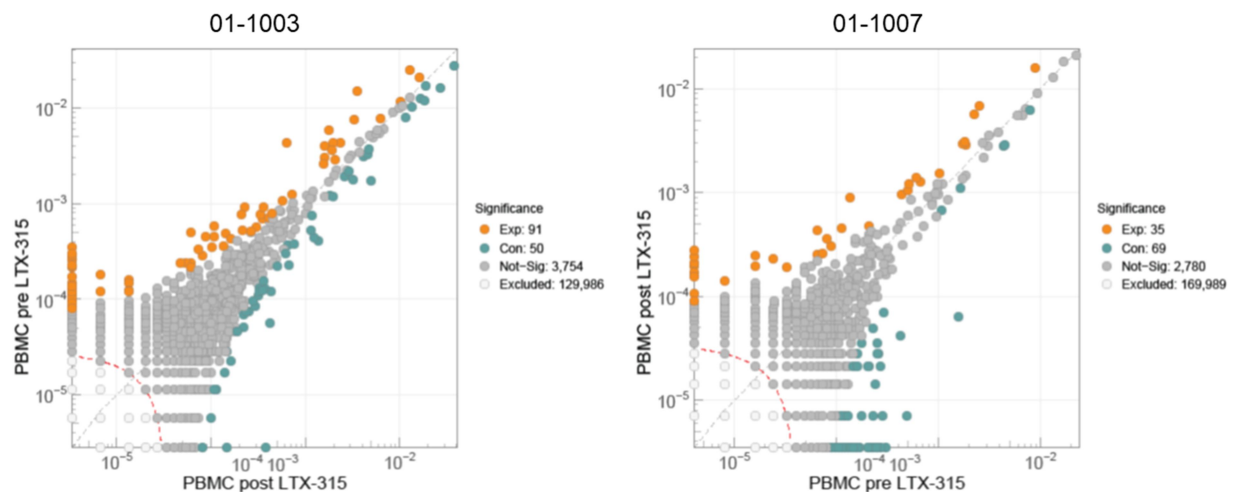 01-1003
01-1007
PBMC pre LTX-315
10⁻²
10⁻³
10⁻⁴
10⁻⁵
10⁻⁵
10⁻⁴
10⁻³
10⁻²
PBMC post LTX-315
Significance
Exp: 91
Con: 50
Not-Sig: 3,754
Excluded: 129,986
PBMC post LTX-315
10⁻²
10⁻³
10⁻⁴
10⁻⁵
10⁻⁵
10⁻⁴
10⁻³
10⁻²
PBMC pre LTX-315
Significance
Exp: 35
Con: 69
Not-Sig: 2,780
Excluded: 169,989